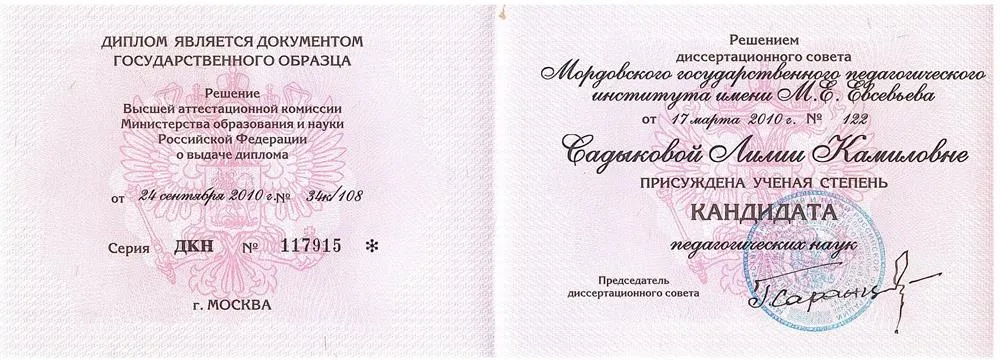 ДИПЛОМ ЯВЛЯЕТСЯ ДОКУМЕНТОМ
ГОСУДАРСТВЕННОГО ОБРАЗЦА
Решение
Высшей аттестационной комиссии
Министерства образования и науки
Российской Федерации
о выдаче диплома
от 24 сентября 2010 г. № 34к/108
Серия ДКН № 117915 *
г. МОСКВА
Решением
диссертационного совета
Мордовского государственного педагогического
института имени М.Е. Евсевьева
от 17 марта 2010 г. № 122
Садыковой Лилии Камиловне
ПРИСУЖДЕНА УЧЕНАЯ СТЕПЕНЬ
КАНДИДАТА
педагогических наук
Председатель
диссертационного совета